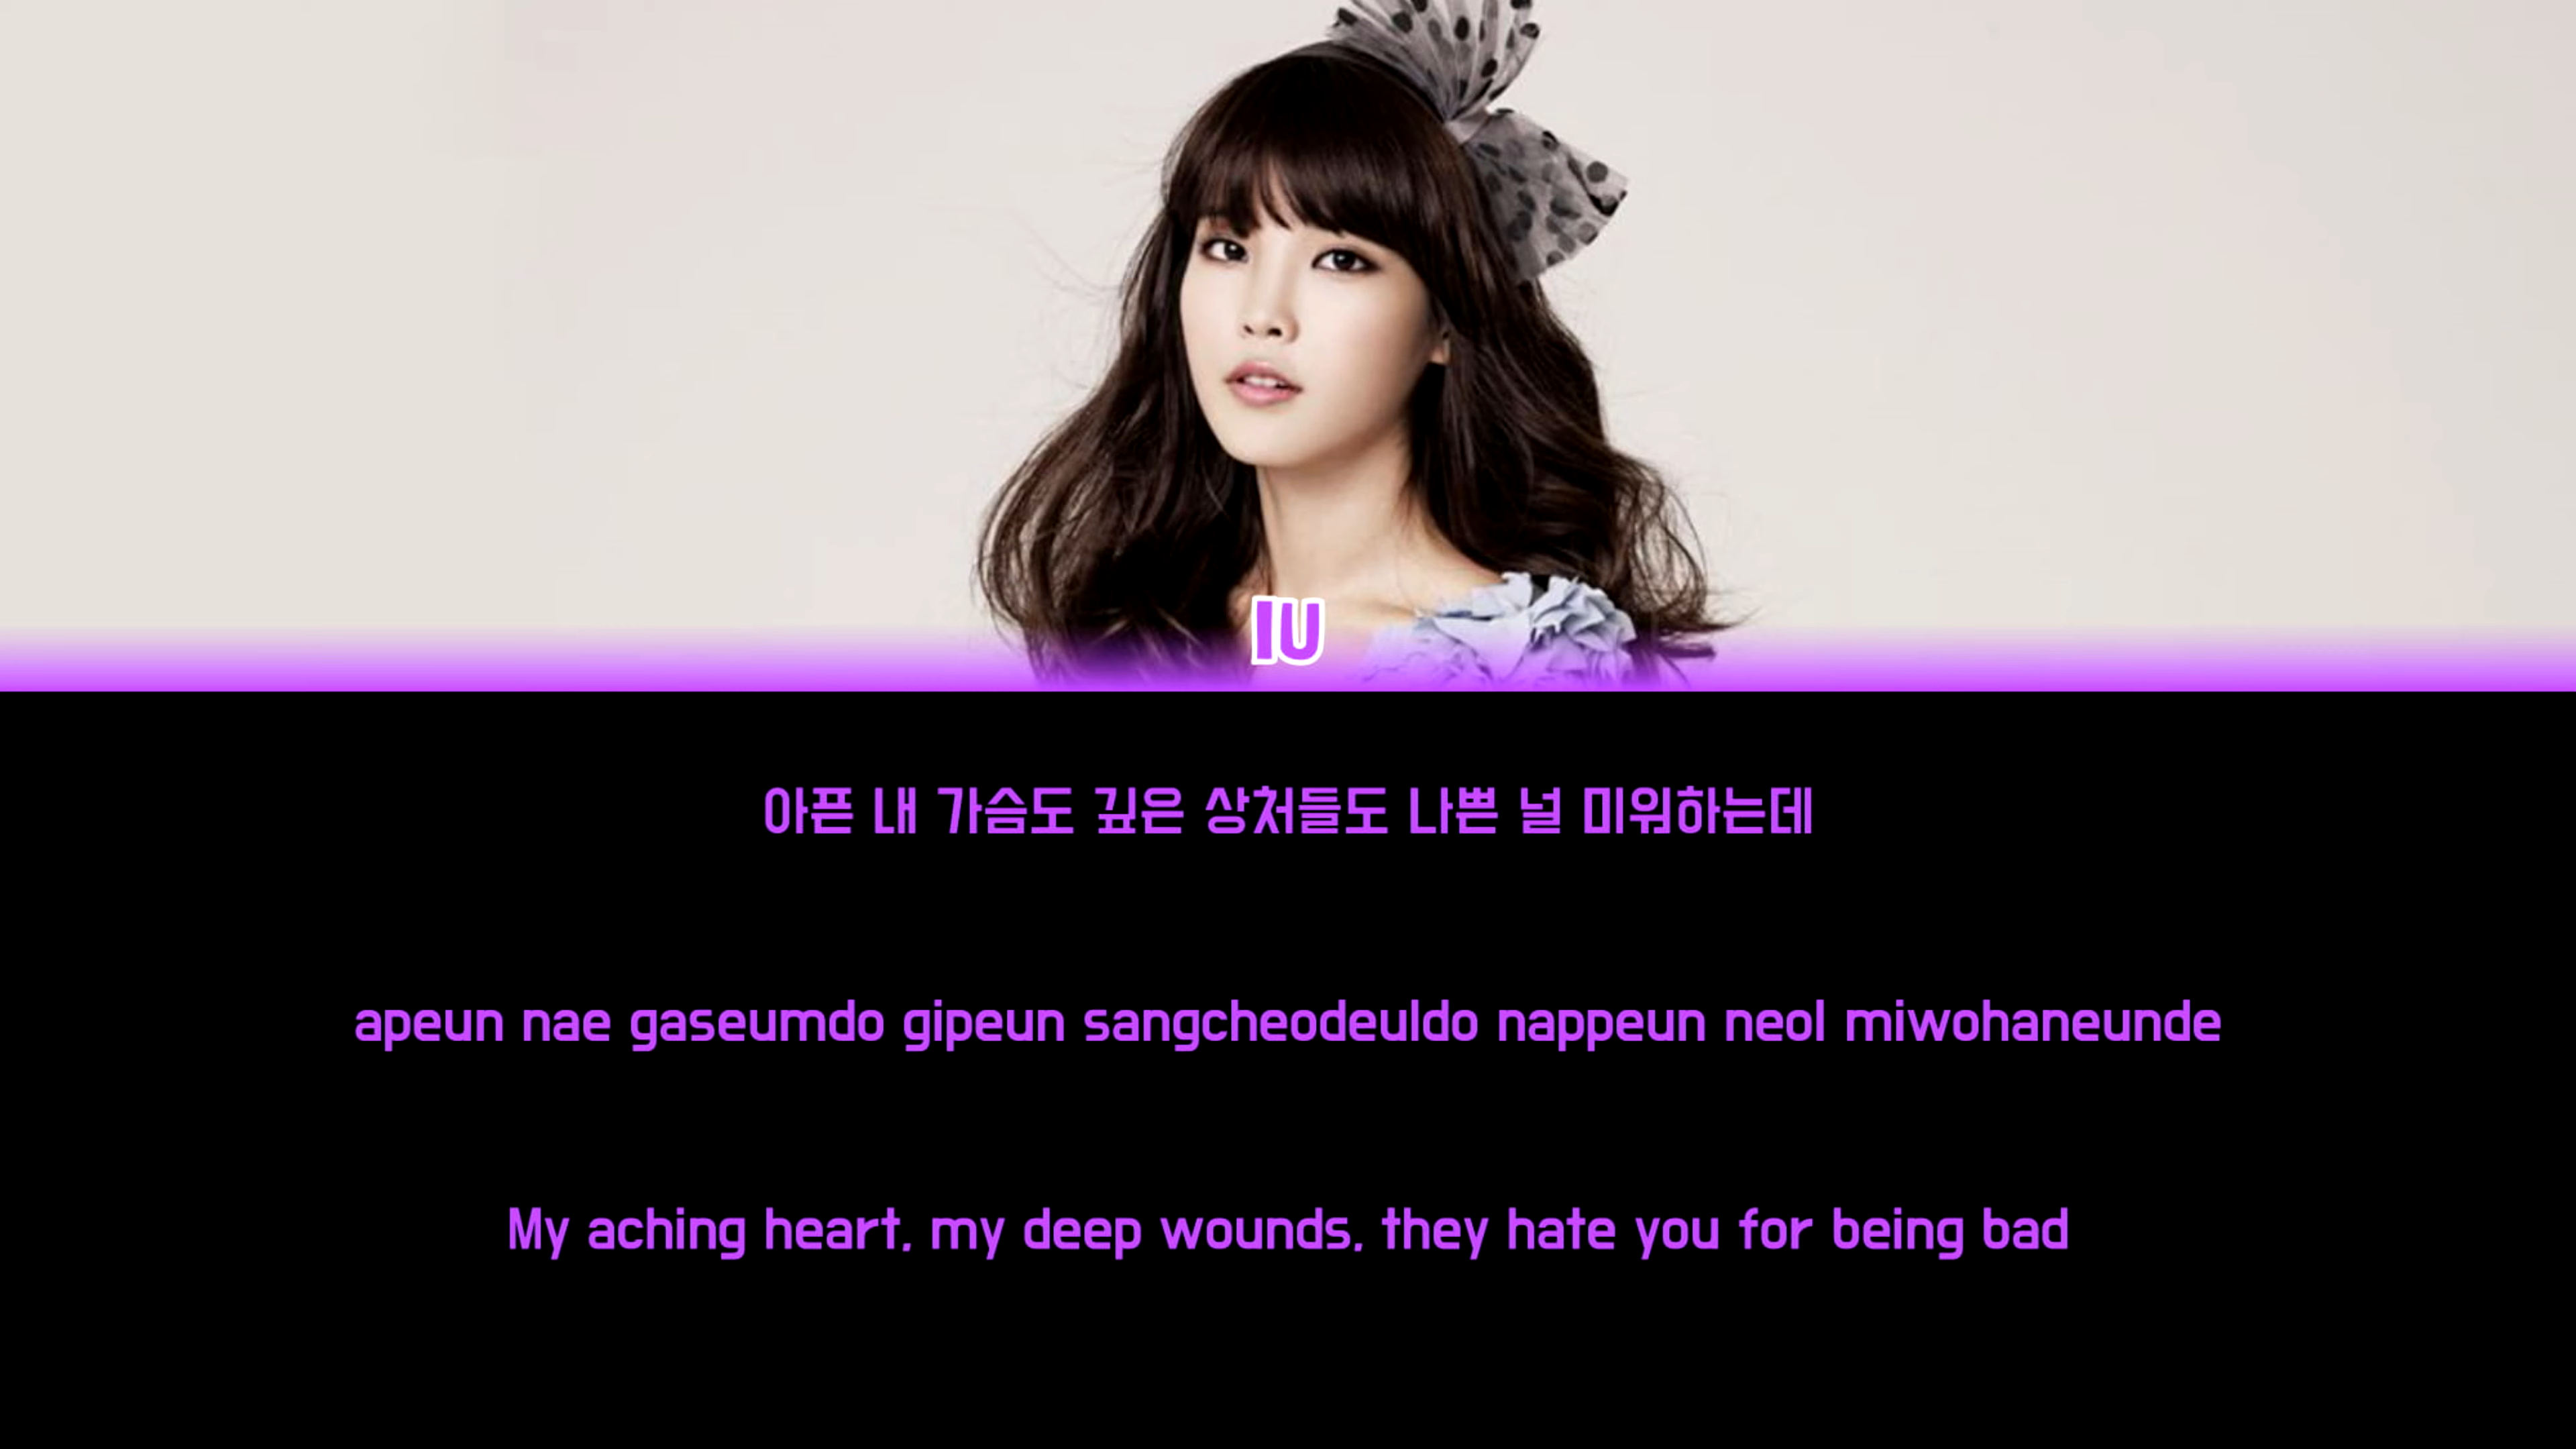 IU
아픈 내 가슴도 깊은 상처들도 나쁜 널 미워하는데
apeun nae gaseumdo gipeun sangcheodeuldo nappeun neol miwohaneunde
My aching heart, my deep wounds, they hate you for being bad